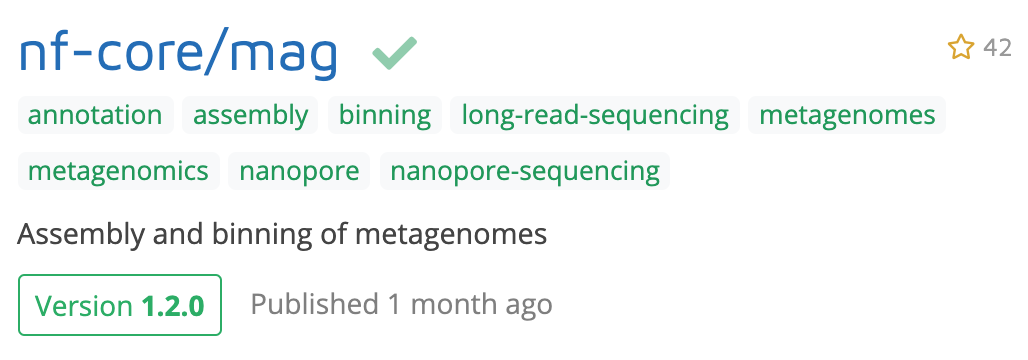 nf-core/mag 42
annotation assembly binning long-read-sequencing metagenomes
metagenomics nanopore nanopore-sequencing
Assembly and binning of metagenomes
Version 1.2.0 Published 1 month ago